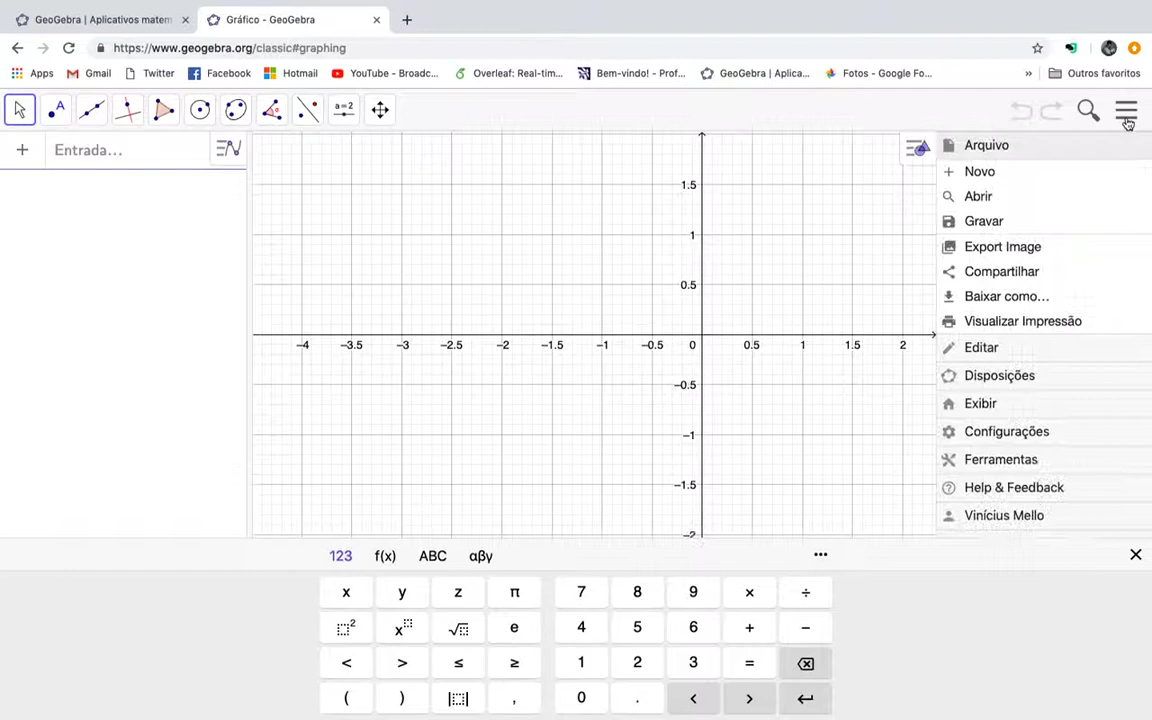 GeoGebra | Aplicativos matem
Gráfico - GeoGebra
https://www.geogebra.org/classic#graphing
Apps Gmail Twitter Facebook Hotmail YouTube - Broadc... Overleaf: Real-tim... Bem-vindo! - Prof... GeoGebra | Aplica... Fotos - Google Fo... » Outros favoritos
A a=2
+ Entrada...
Arquivo
Novo
Abrir
Gravar
Export Image
Compartilhar
Baixar como...
Visualizar Impressão
Editar
Disposições
Exibir
Configurações
Ferramentas
Help & Feedback
Vinícius Mello
1.5
1
0.5
−4 −3.5 −3 −2.5 −2 −1.5 −1 −0.5 0 0.5 1 1.5 2
−0.5
−1
−1.5
−2
123 f(x) ABC αβγ ...
x y z π 7 8 9 × ÷
2 x √ e 4 5 6 + −
< > ≤ ≥ 1 2 3 =
( ) | | , 0 . < >